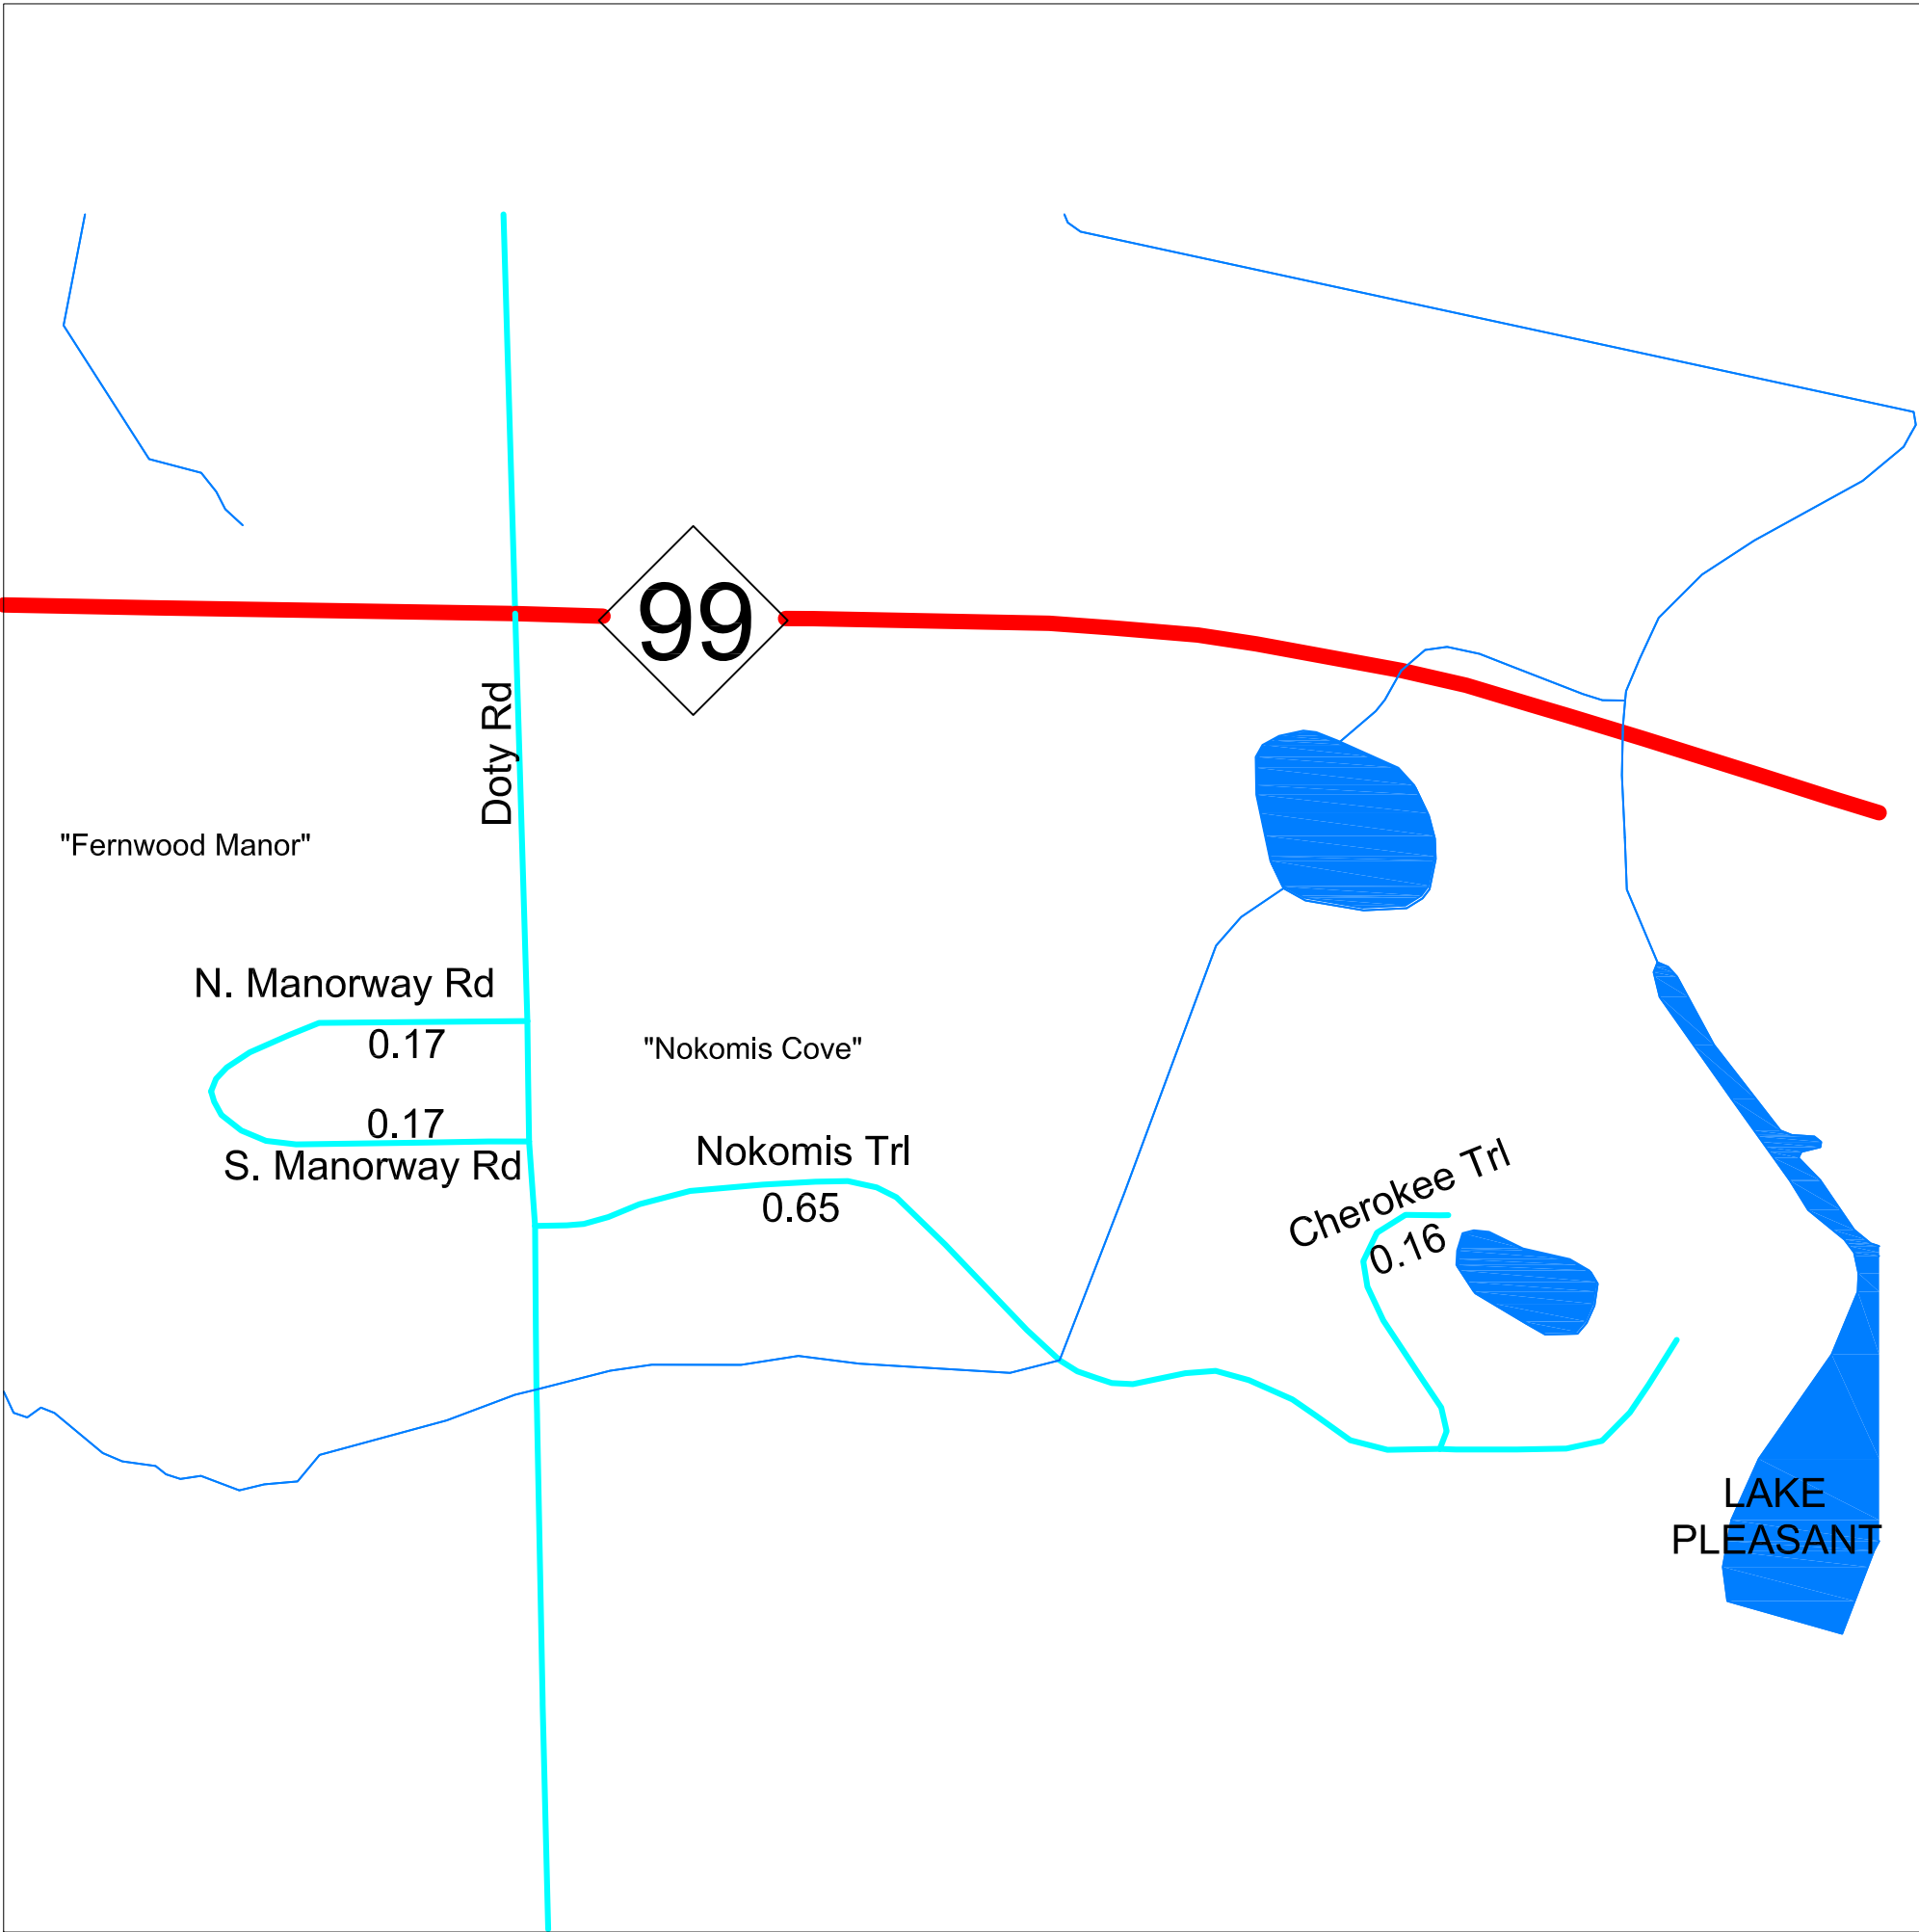 99
Doty Rd
"Fernwood Manor"
N. Manorway Rd
0.17
"Nokomis Cove"
0.17
S. Manorway Rd
Nokomis Trl
0.65
Cherokee Trl
0.16
LAKE
PLEASANT